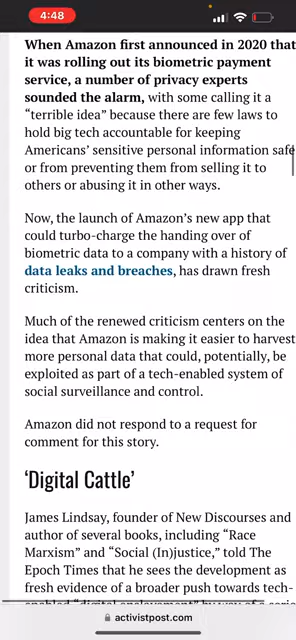 4:48
When Amazon first announced in 2020 that
it was rolling out its biometric payment
service, a number of privacy experts
sounded the alarm, with some calling it a
“terrible idea” because there are few laws to
hold big tech accountable for keeping
Americans’ sensitive personal information safe
or from preventing them from selling it to
others or abusing it in other ways.
Now, the launch of Amazon’s new app that
could turbo-charge the handing over of
biometric data to a company with a history of
data leaks and breaches, has drawn fresh
criticism.
Much of the renewed criticism centers on the
idea that Amazon is making it easier to harvest
more personal data that could, potentially, be
exploited as part of a tech-enabled system of
social surveillance and control.
Amazon did not respond to a request for
comment for this story.
‘Digital Cattle’
James Lindsay, founder of New Discourses and
author of several books, including “Race
Marxism” and “Social (In)justice,” told The
Epoch Times that he sees the development as
fresh evidence of a broader push towards tech-
enabled “digital enslavement” by way of a series
activistpost.com